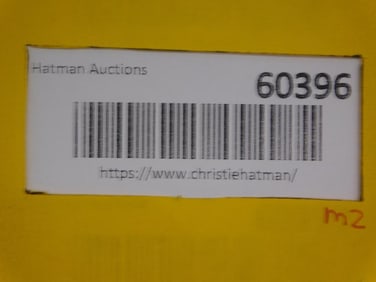 Hatman Auctions
60396
https://www.christiehatman/
m2